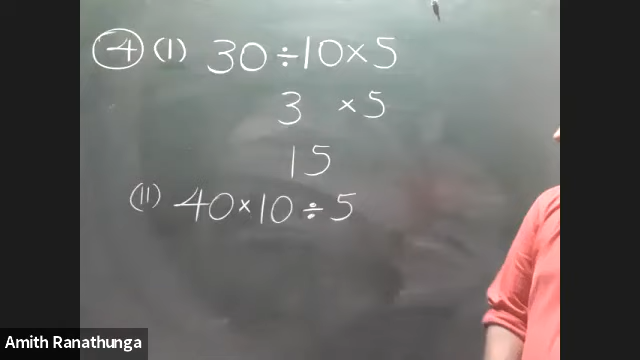 4 (I) 30 ÷ 10 × 5
3 × 5
15
(II) 40 × 10 ÷ 5
Amith Ranathunga